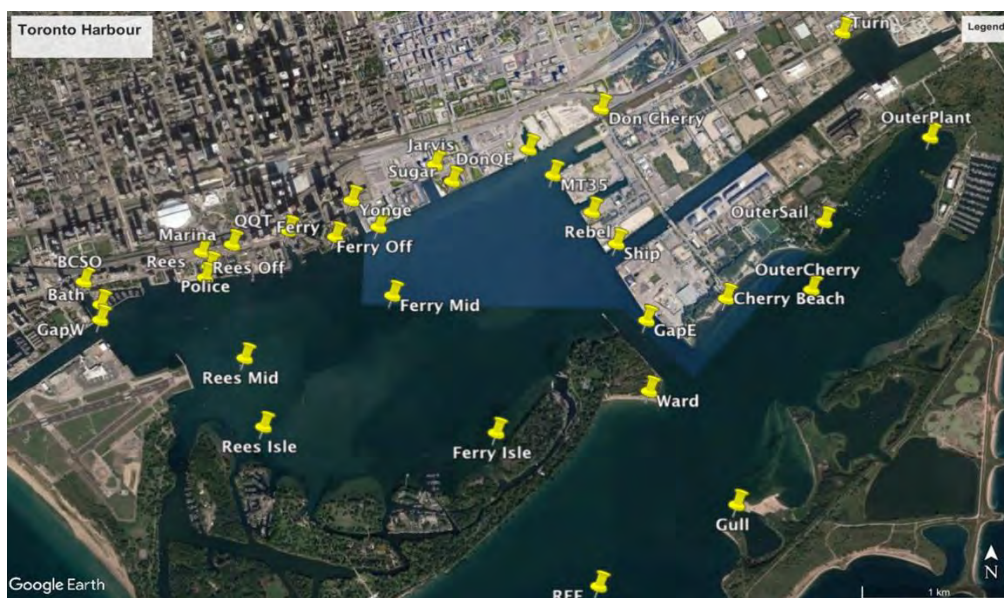 Toronto Harbour
Legend
Turn
Don Cherry
OuterPlant
Jarvis
Sugar
DonQE
MT35
Yonge
QQT
Ferry
Ferry Off
Marina
Rees
Rees Off
Police
BCSO
Bath
GapW
Rebel
Ship
OuterSail
OuterCherry
Cherry Beach
Ferry Mid
GapE
Rees Mid
Ward
Rees Isle
Ferry Isle
Gull
1 km
N
Google Earth